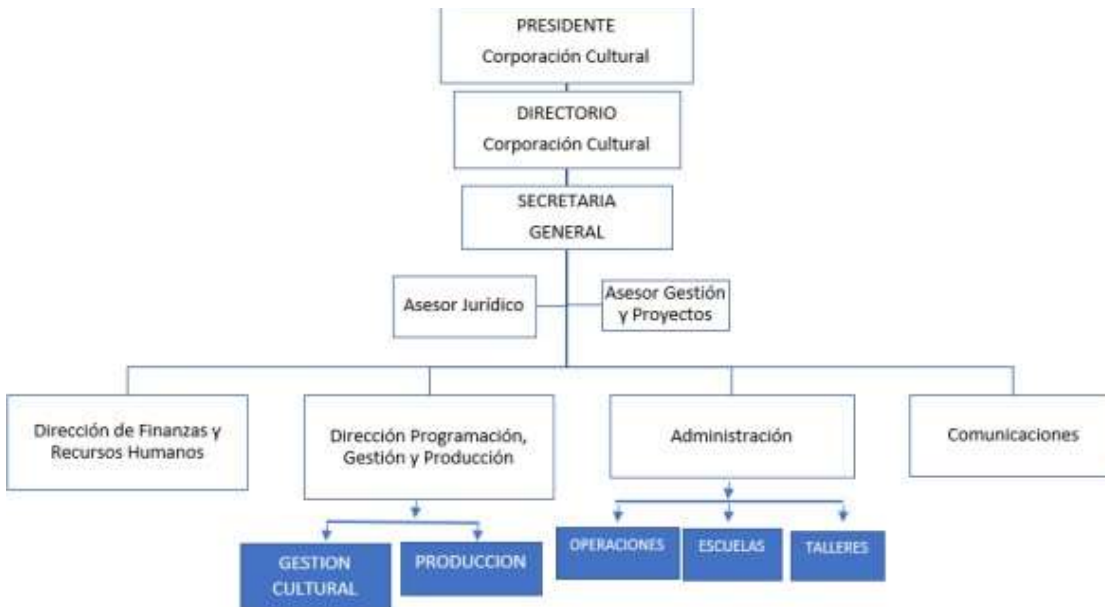 PRESIDENTE
Corporación Cultural
DIRECTORIO
Corporación Cultural
SECRETARIA
GENERAL
Asesor Jurídico
Asesor Gestión
y Proyectos
Dirección de Finanzas y
Recursos Humanos
Dirección Programación,
Gestión y Producción
Administración
Comunicaciones
GESTION
CULTURAL
PRODUCCION
OPERACIONES
ESCUELAS
TALLERES